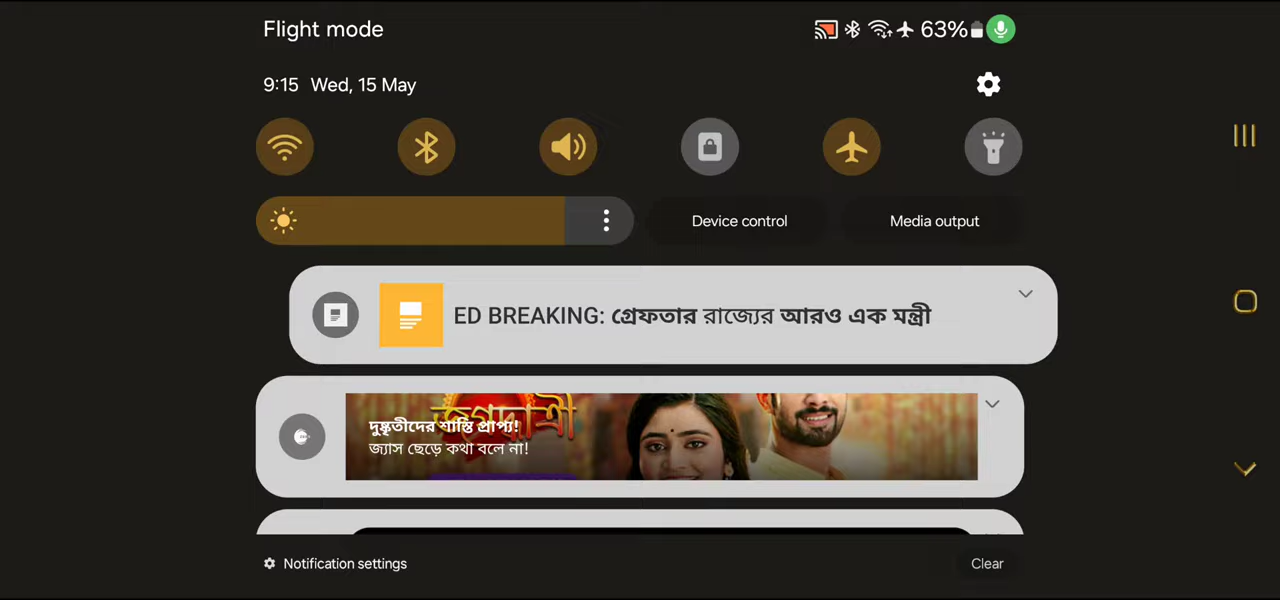 Flight mode
63%
9:15 Wed, 15 May
Device control
Media output
ED BREAKING: গ্রেফতার রাজ্যের আরও এক মন্ত্রী
জগদ্ধাত্রী
দুষ্কৃতীদের শাস্তি প্রাপ্য!
জ্যাস ছেড়ে কথা বলে না!
Notification settings
Clear